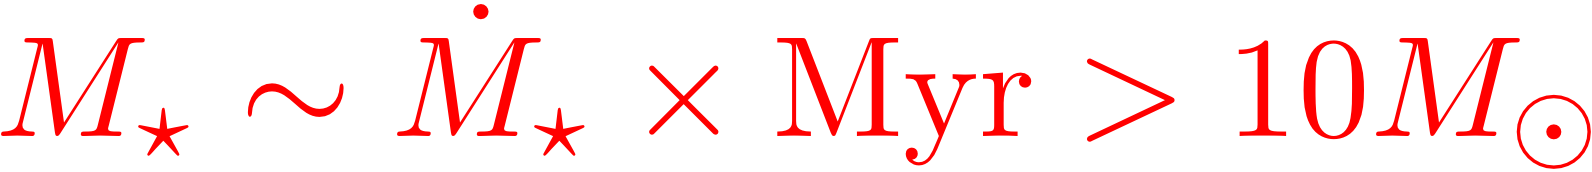 M⋆ ∼ Ṁ⋆ × Myr > 10M⊙